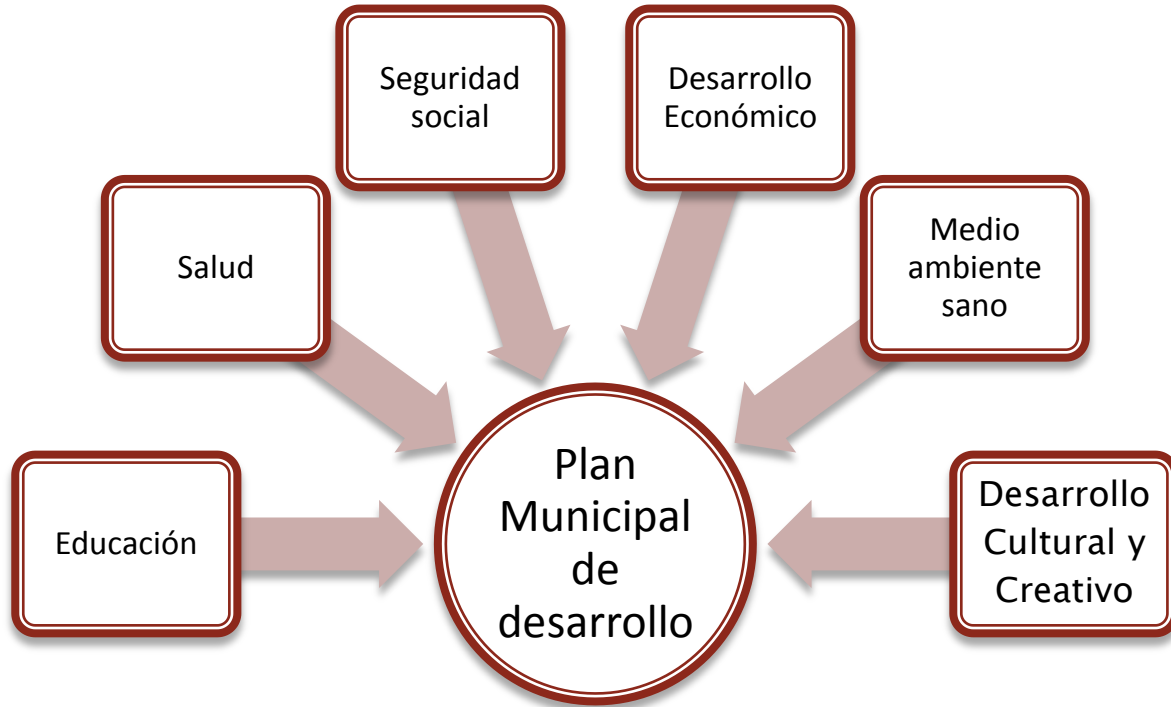 Seguridad
social
Desarrollo
Económico
Salud
Medio
ambiente
sano
Educación
Plan
Municipal
de
desarrollo
Desarrollo
Cultural y
Creativo